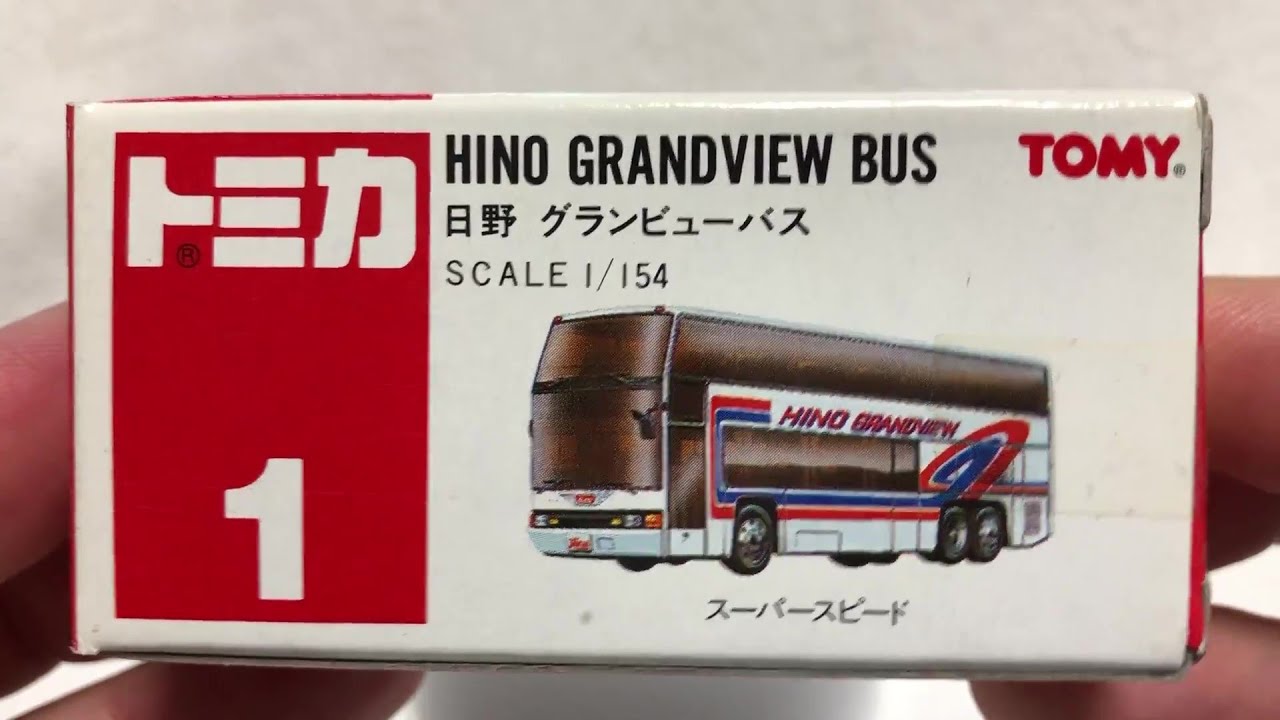 トミカ®
1
HINO GRANDVIEW BUS
日野 グランビューバス
SCALE 1/154
TOMY®
HINO GRANDVIEW
スーパースピード